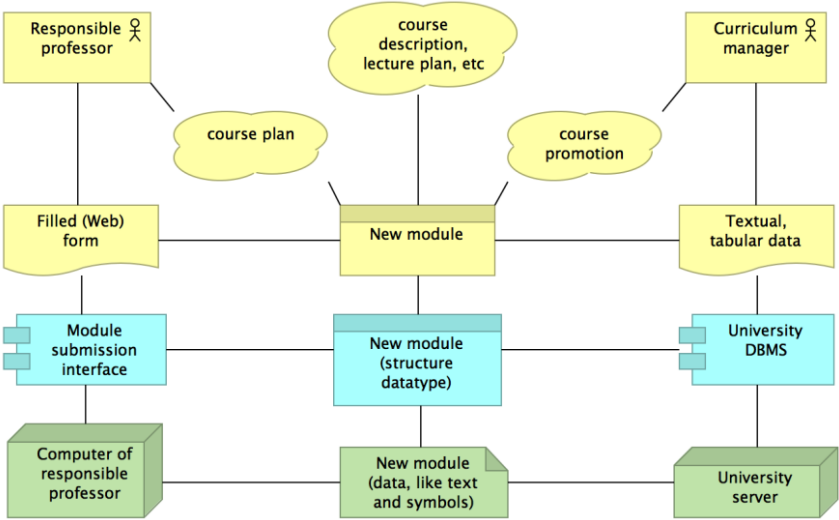 Responsible
professor
course
description,
lecture plan, etc
Curriculum
manager
course plan
course
promotion
Filled (Web)
form
New module
Textual,
tabular data
Module
submission
interface
New module
(structure
datatype)
University
DBMS
Computer of
responsible
professor
New module
(data, like text
and symbols)
University
server